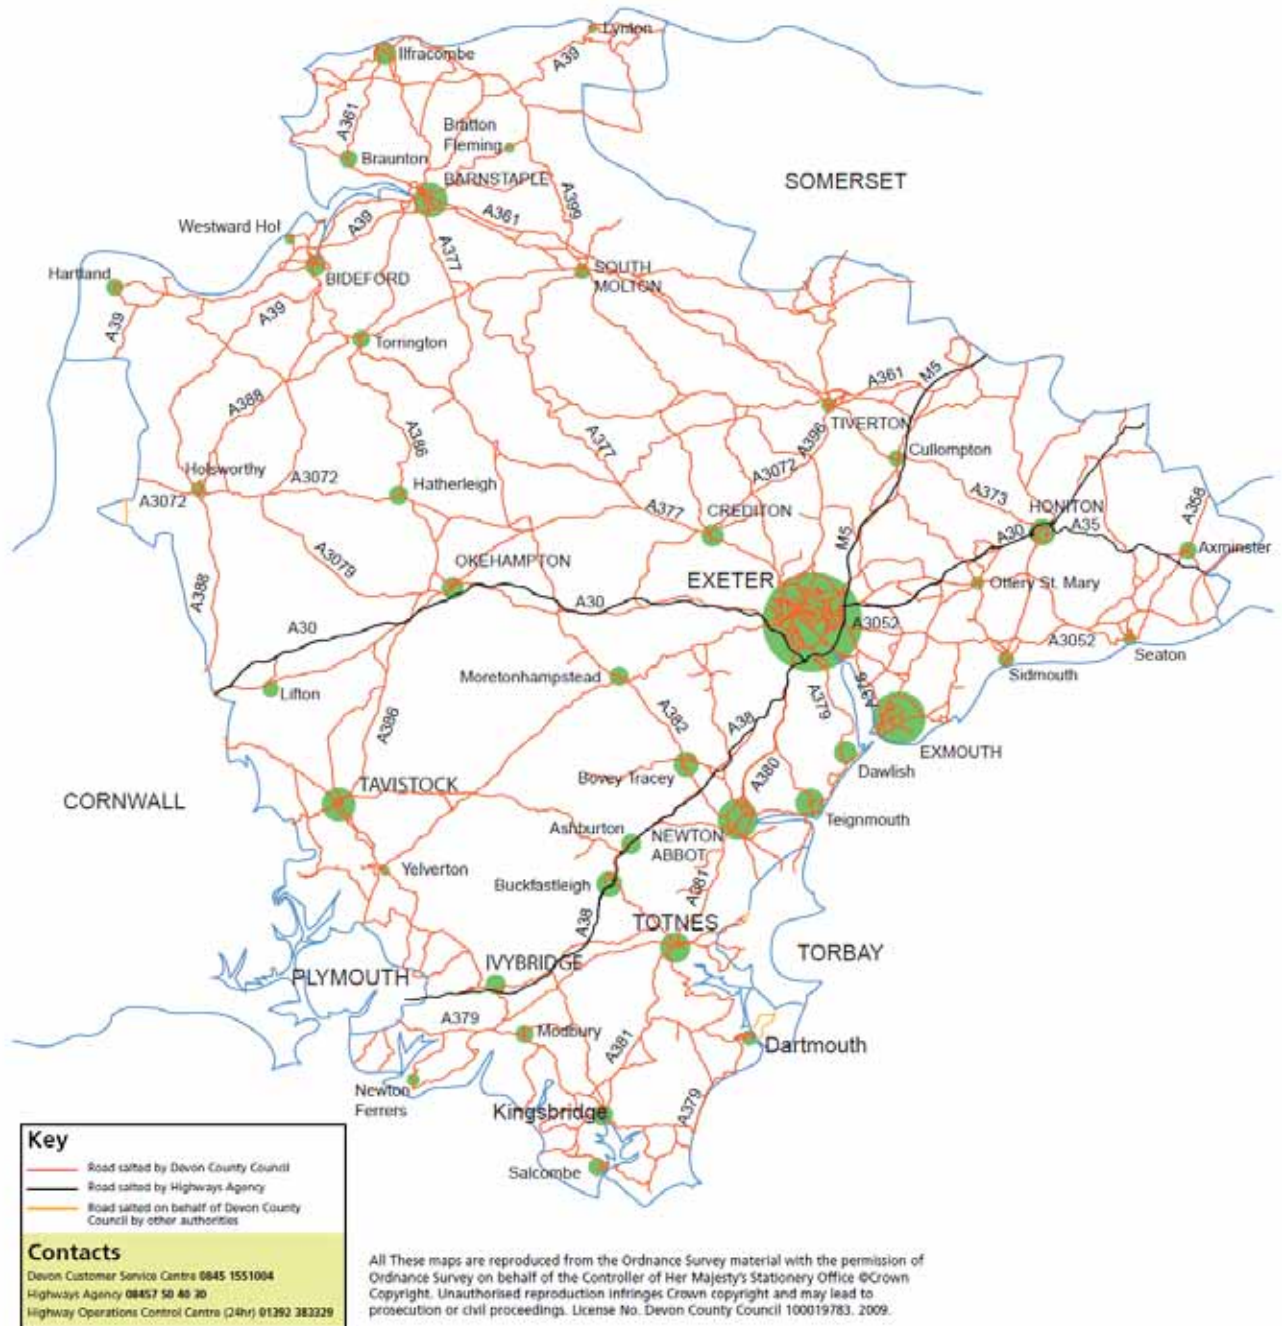 Lynton
Ilfracombe
A39
A361
Bratton
Fleming
Braunton
BARNSTAPLE
SOMERSET
A399
A361
Westward Ho!
A39
A377
Hartland
SOUTH
MOLTON
BIDEFORD
A39
A39
Torrington
A361
M5
A388
TIVERTON
A386
A377
A396
Cullompton
Holsworthy
A3072
Hatherleigh
A3072
A3072
A373
A358
A377
CREDITON
HONITON
A30
A35
M5
A3079
OKEHAMPTON
Axminster
EXETER
Ottery St. Mary
A388
A30
A30
A3052
A3052
Seaton
Moretonhampstead
Sidmouth
Lifton
A376
A379
A386
A382
A38
EXMOUTH
Bovey Tracey
A380
Dawlish
TAVISTOCK
CORNWALL
Teignmouth
Ashburton
NEWTON
ABBOT
Yelverton
Buckfastleigh
A381
A38
TOTNES
TORBAY
IVYBRIDGE
PLYMOUTH
A379
Modbury
A381
Dartmouth
Newton
Ferrers
A379
Kingsbridge
Salcombe
Key
Road salted by Devon County Council
Road salted by Highways Agency
Road salted on behalf of Devon County
Council by other authorities
Contacts
Devon Customer Service Centre 0845 1551004
Highways Agency 08457 50 40 30
Highway Operations Control Centre (24hr) 01392 383329
All These maps are reproduced from the Ordnance Survey material with the permission of
Ordnance Survey on behalf of the Controller of Her Majesty's Stationery Office ©Crown
Copyright. Unauthorised reproduction infringes Crown copyright and may lead to
prosecution or civil proceedings. License No. Devon County Council 100019783. 2009.